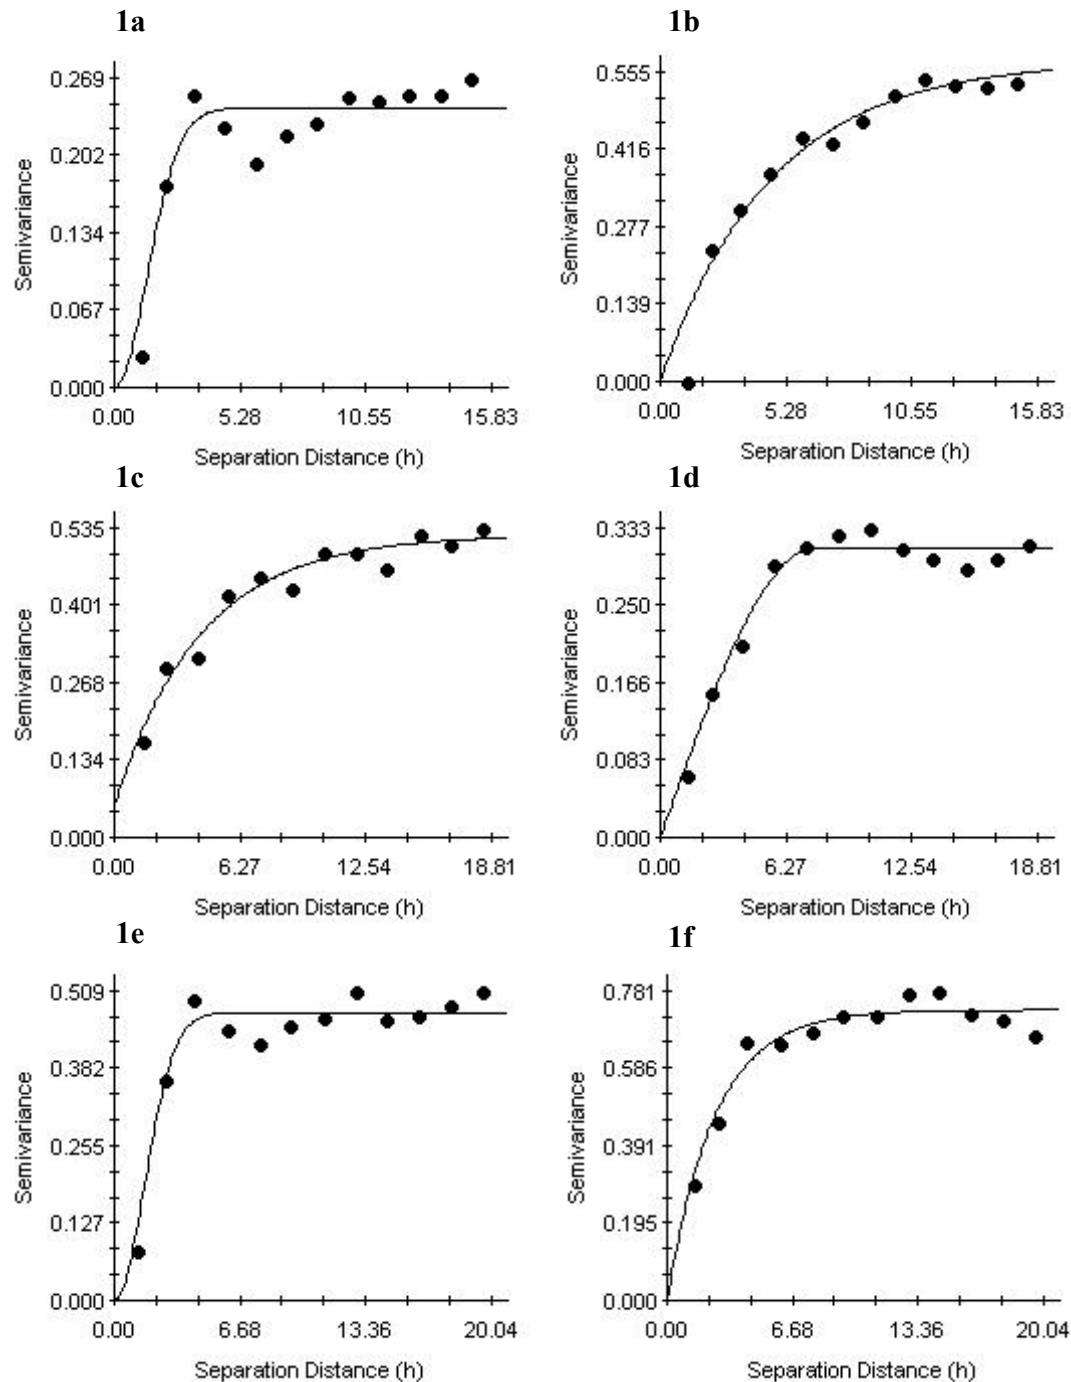 1a
0.269
0.202
0.134
0.067
0.000
Semivariance
0.00 5.28 10.55 15.83
Separation Distance (h)
1b
0.555
0.416
0.277
0.139
0.000
Semivariance
0.00 5.28 10.55 15.83
Separation Distance (h)
1c
0.535
0.401
0.268
0.134
0.000
Semivariance
0.00 6.27 12.54 18.81
Separation Distance (h)
1d
0.333
0.250
0.166
0.083
0.000
Semivariance
0.00 6.27 12.54 18.81
Separation Distance (h)
1e
0.509
0.382
0.255
0.127
0.000
Semivariance
0.00 6.68 13.36 20.04
Separation Distance (h)
1f
0.781
0.586
0.391
0.195
0.000
Semivariance
0.00 6.68 13.36 20.04
Separation Distance (h)